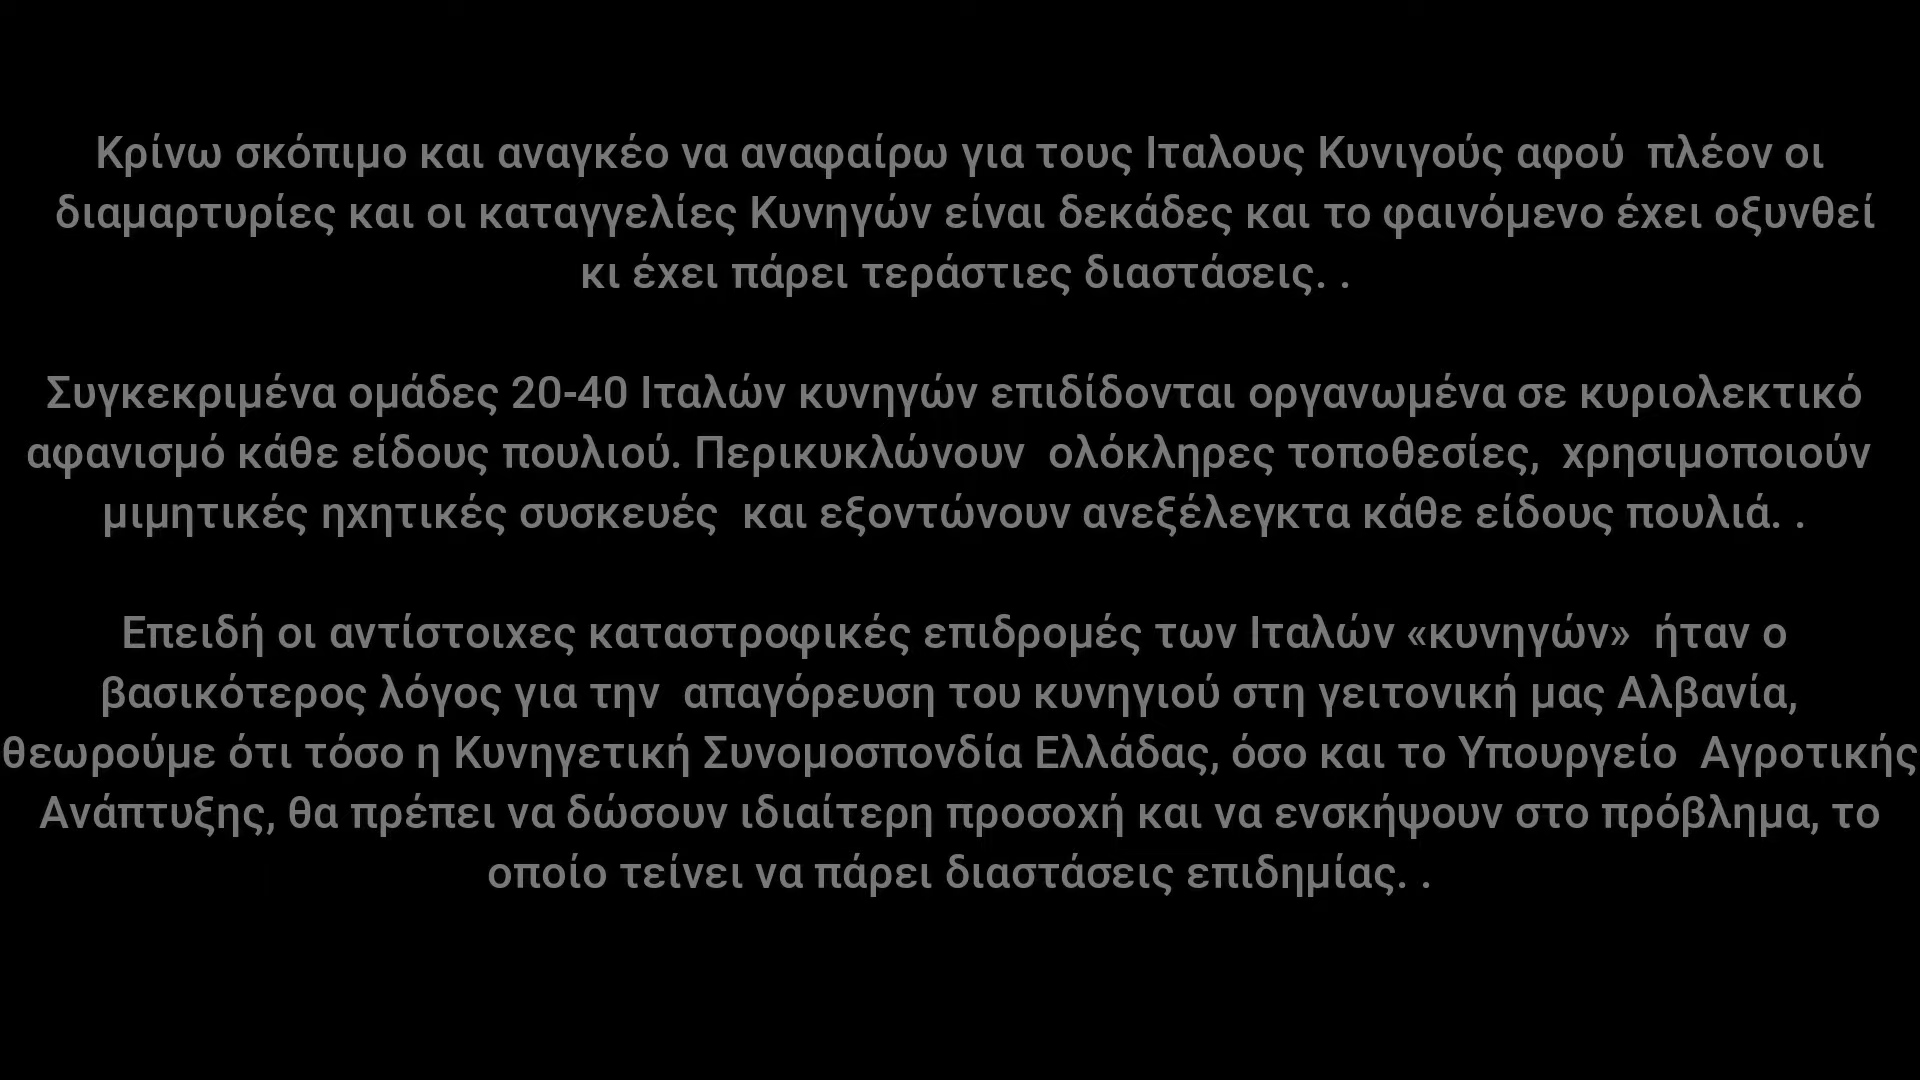 Κρίνω σκόπιμο και αναγκέο να αναφαίρω για τους Ιταλους Κυνιγούς αφού  πλέον οι
διαμαρτυρίες και οι καταγγελίες Κυνηγών είναι δεκάδες και το φαινόμενο έχει οξυνθεί
κι έχει πάρει τεράστιες διαστάσεις. .
Συγκεκριμένα ομάδες 20-40 Ιταλών κυνηγών επιδίδονται οργανωμένα σε κυριολεκτικό
αφανισμό κάθε είδους πουλιού. Περικυκλώνουν  ολόκληρες τοποθεσίες,  χρησιμοποιούν
μιμητικές ηχητικές συσκευές  και εξοντώνουν ανεξέλεγκτα κάθε είδους πουλιά. .
Επειδή οι αντίστοιχες καταστροφικές επιδρομές των Ιταλών «κυνηγών»  ήταν ο
βασικότερος λόγος για την  απαγόρευση του κυνηγιού στη γειτονική μας Αλβανία,
θεωρούμε ότι τόσο η Κυνηγετική Συνομοσπονδία Ελλάδας, όσο και το Υπουργείο  Αγροτικής
Ανάπτυξης, θα πρέπει να δώσουν ιδιαίτερη προσοχή και να ενσκήψουν στο πρόβλημα, το
οποίο τείνει να πάρει διαστάσεις επιδημίας. .